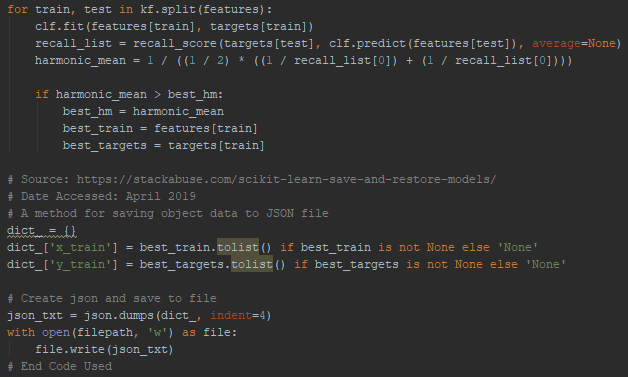 for train, test in kf.split(features):
    clf.fit(features[train], targets[train])
    recall_list = recall_score(targets[test], clf.predict(features[test]), average=None)
    harmonic_mean = 1 / ((1 / 2) * ((1 / recall_list[0]) + (1 / recall_list[0])))
    if harmonic_mean > best_hm:
        best_hm = harmonic_mean
        best_train = features[train]
        best_targets = targets[train]
# Source: https://stackabuse.com/scikit-learn-save-and-restore-models/
# Date Accessed: April 2019
# A method for saving object data to JSON file
dict_ = {}
dict_['x_train'] = best_train.tolist() if best_train is not None else 'None'
dict_['y_train'] = best_targets.tolist() if best_targets is not None else 'None'
# Create json and save to file
json_txt = json.dumps(dict_, indent=4)
with open(filepath, 'w') as file:
    file.write(json_txt)
# End Code Used